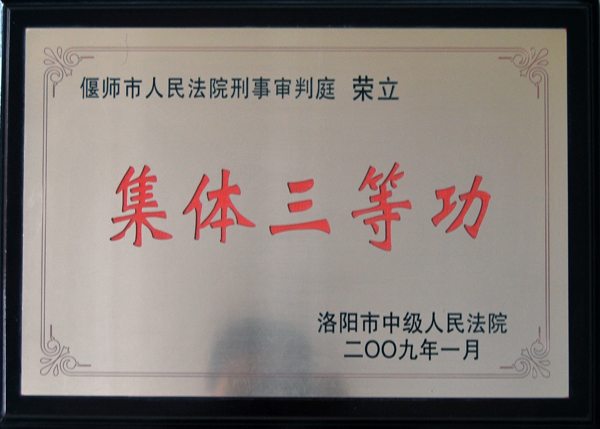 偃师市人民法院刑事审判庭 荣立
集体三等功
洛阳市中级人民法院
二〇〇九年一月